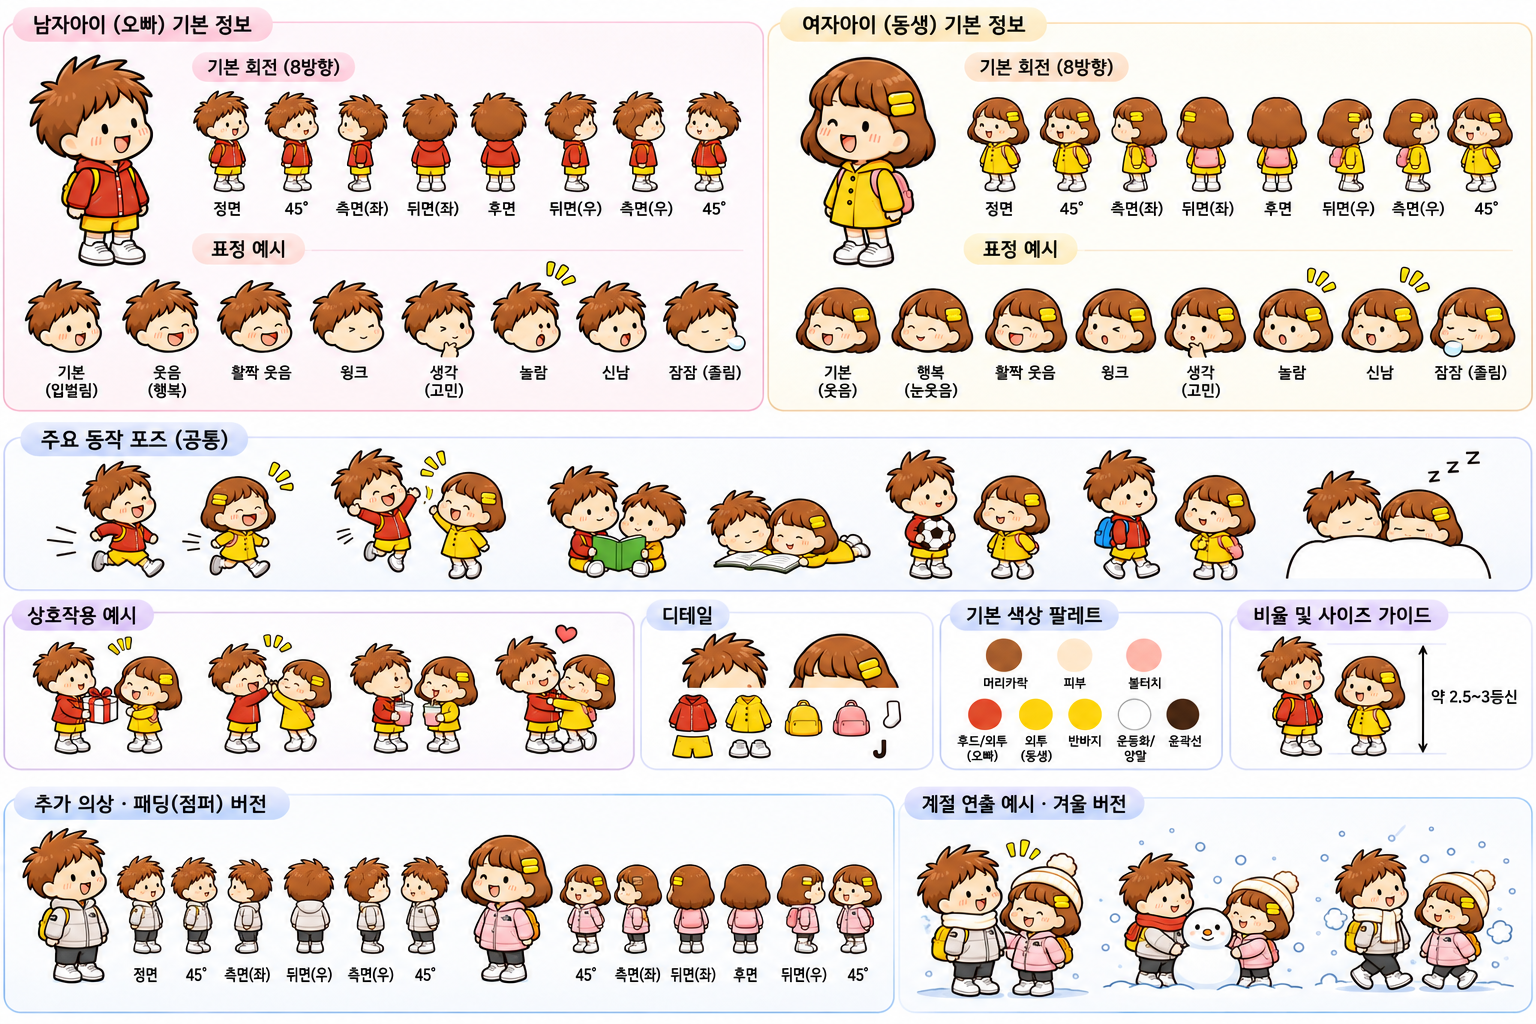 남자아이 (오빠) 기본 정보
기본 회전 (8방향)
정면
45°
측면(좌)
뒤면(좌)
후면
뒤면(우)
측면(우)
45°
표정 예시
기본
(입벌림)
웃음
(행복)
활짝 웃음
윙크
생각
(고민)
놀람
신남
잠잠 (졸림)
여자아이 (동생) 기본 정보
기본 회전 (8방향)
정면
45°
측면(좌)
뒤면(좌)
후면
뒤면(우)
측면(우)
45°
표정 예시
기본
(웃음)
행복
(눈웃음)
활짝 웃음
윙크
생각
(고민)
놀람
신남
잠잠 (졸림)
주요 동작 포즈 (공통)
z z z
상호작용 예시
디테일
J
기본 색상 팔레트
머리카락
피부
볼터치
후드/외투
(오빠)
외투
(동생)
반바지
운동화/
양말
윤곽선
비율 및 사이즈 가이드
약 2.5~3등신
추가 의상 · 패딩(점퍼) 버전
정면
45°
측면(좌)
뒤면(우)
측면(우)
45°
45°
측면(좌)
뒤면(좌)
후면
뒤면(우)
45°
계절 연출 예시 · 겨울 버전